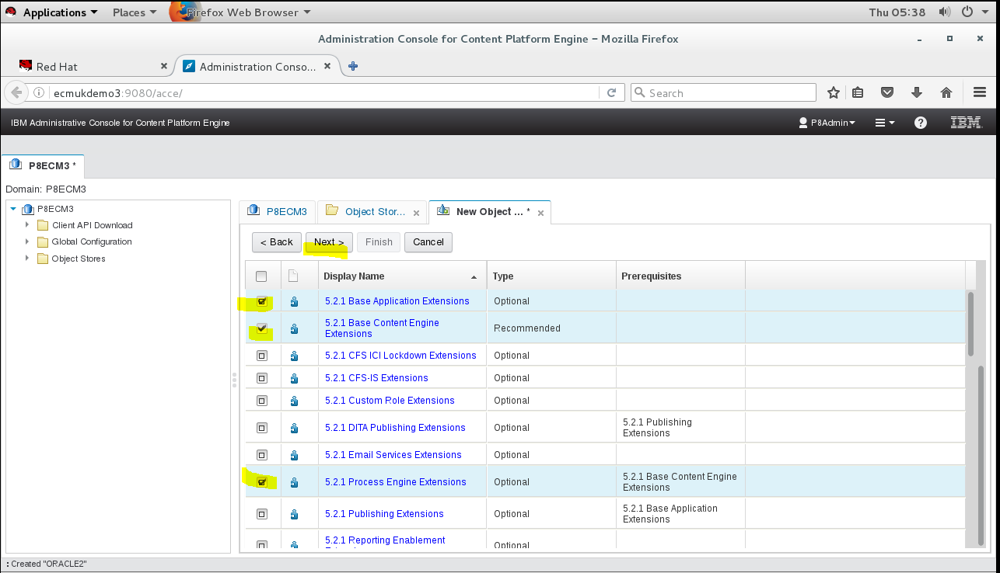 Applications Places Firefox Web Browser Thu 05:38
Administration Console for Content Platform Engine – Mozilla Firefox
Red Hat Administration Conso...
ecmukdemo3:9080/acce/ Search
IBM Administrative Console for Content Platform Engine P8Admin ? IBM
P8ECM3 *
Domain: P8ECM3
P8ECM3
Client API Download
Global Configuration
Object Stores
P8ECM3 Object Stor... New Object ... *
< Back Next > Finish Cancel
Display Name Type Prerequisites
5.2.1 Base Application Extensions Optional
5.2.1 Base Content Engine
Extensions
Recommended
5.2.1 CFS ICI Lockdown Extensions Optional
5.2.1 CFS-IS Extensions Optional
5.2.1 Custom Role Extensions Optional
5.2.1 DITA Publishing Extensions Optional 5.2.1 Publishing
Extensions
5.2.1 Email Services Extensions Optional
5.2.1 Process Engine Extensions Optional 5.2.1 Base Content Engine
Extensions
5.2.1 Publishing Extensions Optional 5.2.1 Base Application
Extensions
5.2.1 Reporting Enablement
Optional
: Created "ORACLE2"